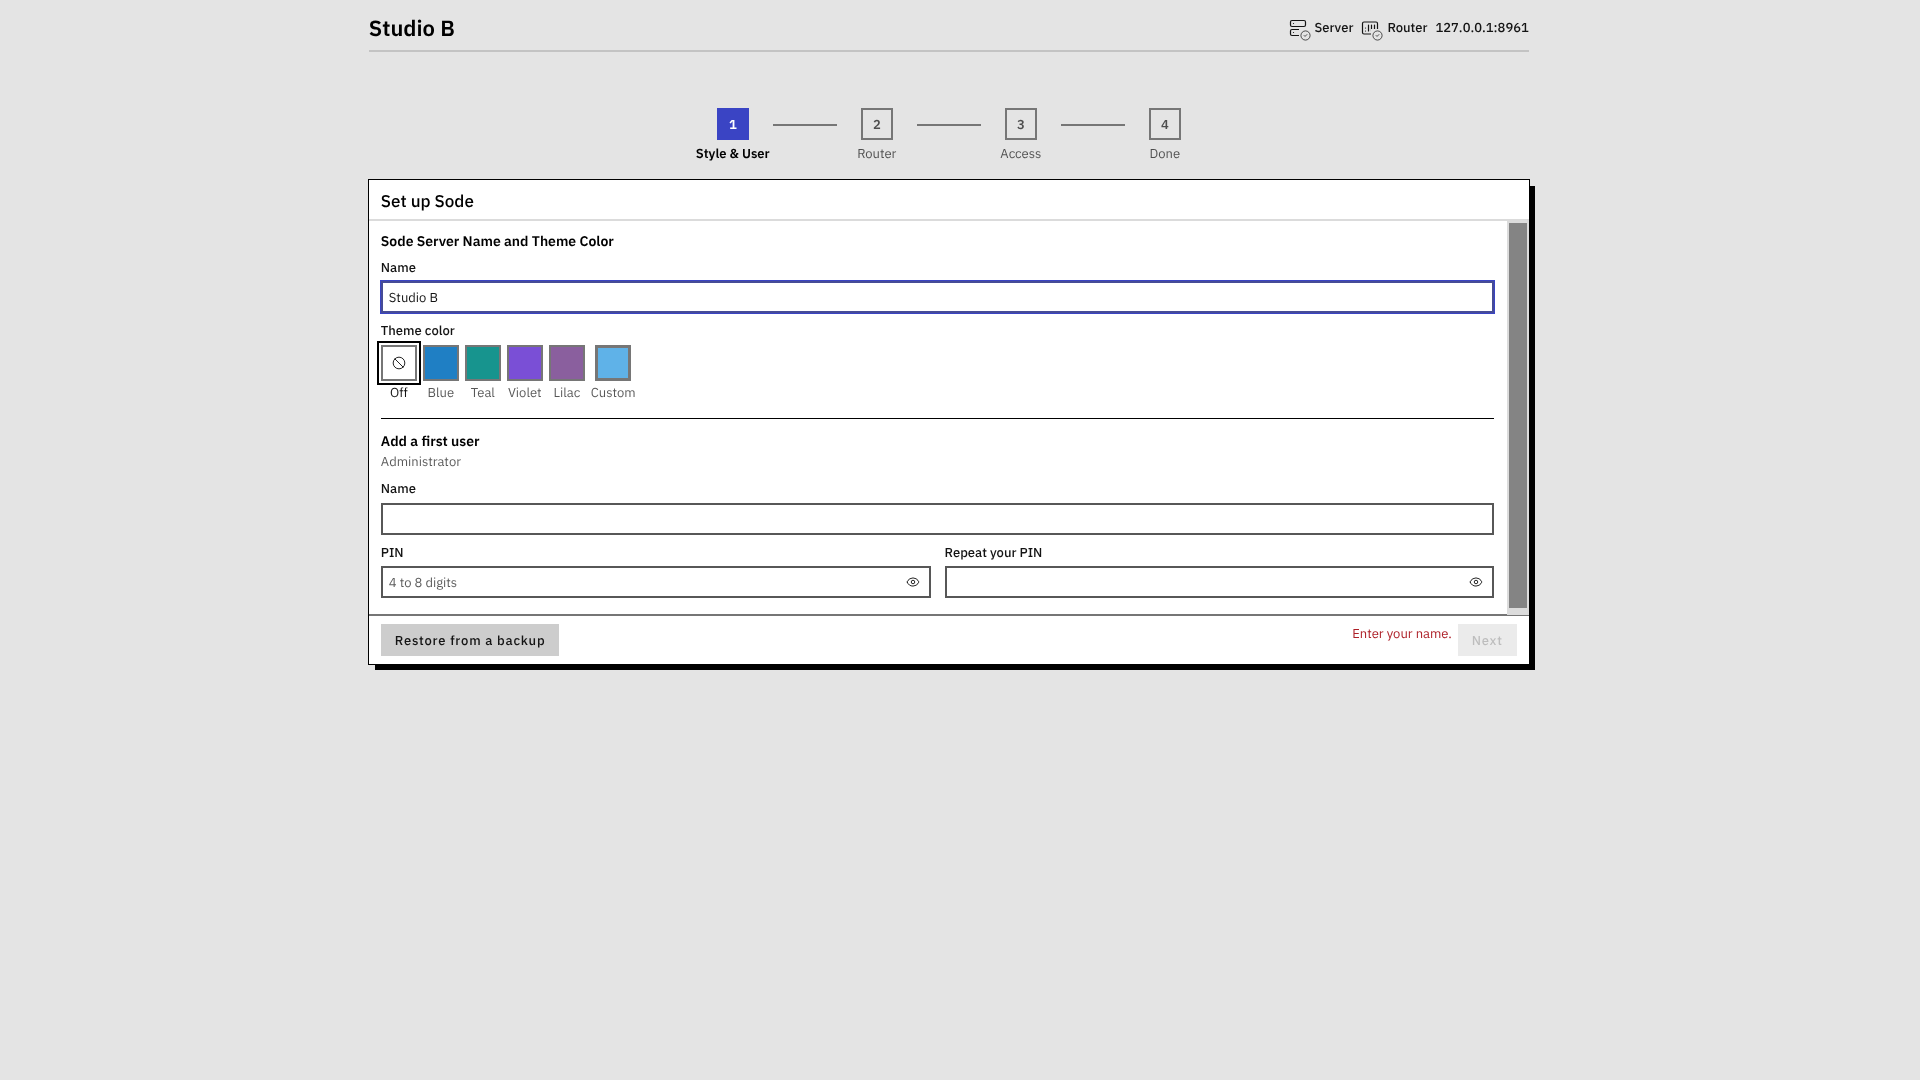 Studio B
Server Router 127.0.0.1:8961
1 2 3 4
Style & User Router Access Done
Set up Sode
Sode Server Name and Theme Color
Name
Studio B
Theme color
Off Blue Teal Violet Lilac Custom
Add a first user
Administrator
Name
PIN Repeat your PIN
4 to 8 digits
Restore from a backup Enter your name. Next